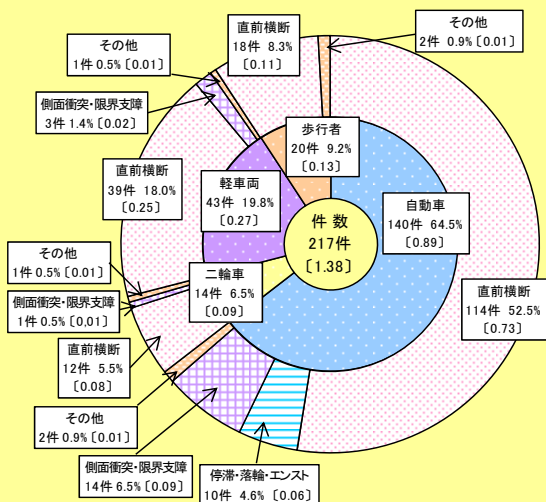 直前横断
18件 8.3%
〔0.11〕
その他
2件 0.9%〔0.01〕
その他
1件 0.5%〔0.01〕
側面衝突・限界支障
3件 1.4%〔0.02〕
直前横断
39件 18.0%
〔0.25〕
歩行者
20件 9.2%
〔0.13〕
軽車両
43件 19.8%
〔0.27〕
自動車
140件 64.5%
〔0.89〕
件 数
217件
〔1.38〕
二輪車
14件 6.5%
〔0.09〕
その他
1件 0.5%〔0.01〕
側面衝突・限界支障
1件 0.5%〔0.01〕
直前横断
114件 52.5%
〔0.73〕
直前横断
12件 5.5%
〔0.08〕
その他
2件 0.9%〔0.01〕
側面衝突・限界支障
14件 6.5%〔0.09〕
停滞・落輪・エンスト
10件 4.6%〔0.06〕